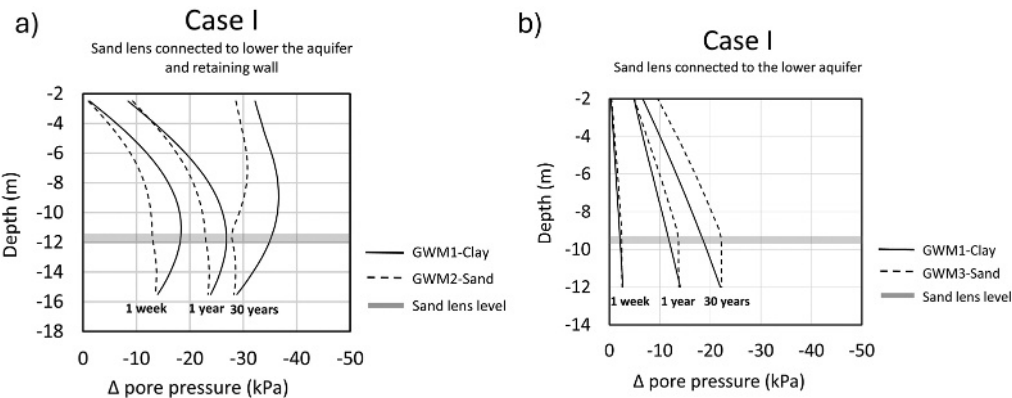 a)
Case I
Sand lens connected to lower the aquifer
and retaining wall
-2
-4
-6
-8
-10
-12
-14
-16
-18
Depth (m)
1 week
1 year
30 years
0
-10
-20
-30
-40
-50
Δ pore pressure (kPa)
GWM1-Clay
GWM2-Sand
Sand lens level
b)
Case I
Sand lens connected to the lower aquifer
-2
-4
-6
-8
-10
-12
-14
Depth (m)
1 week
1 year
30 years
0
-10
-20
-30
-40
-50
Δ pore pressure (kPa)
GWM1-Clay
GWM3-Sand
Sand lens level